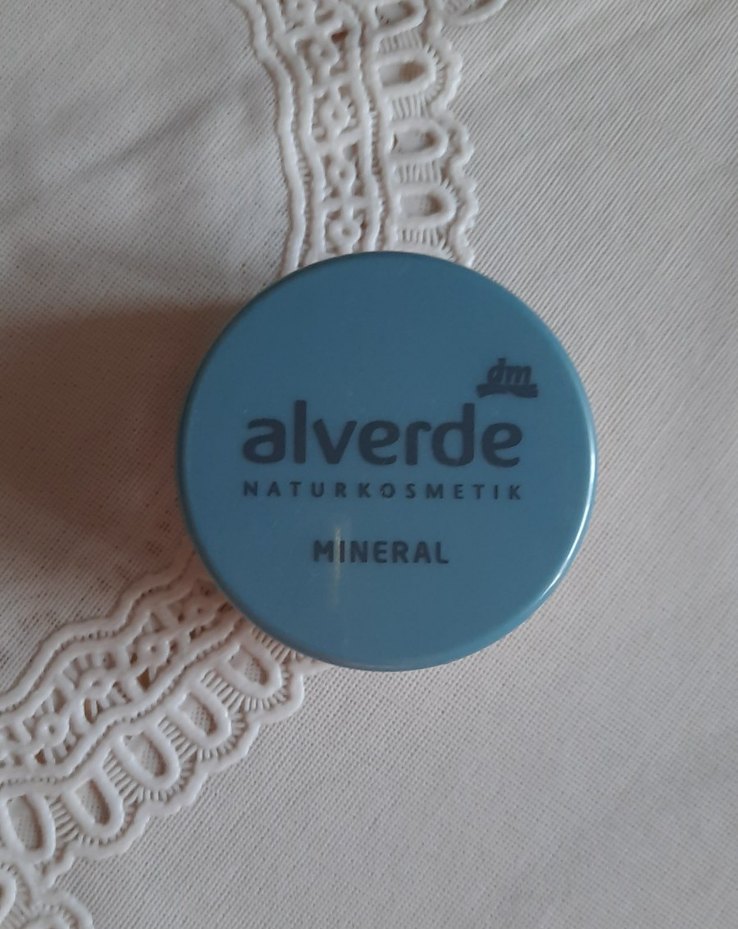 dm
alverde
NATURKOSMETIK
MINERAL